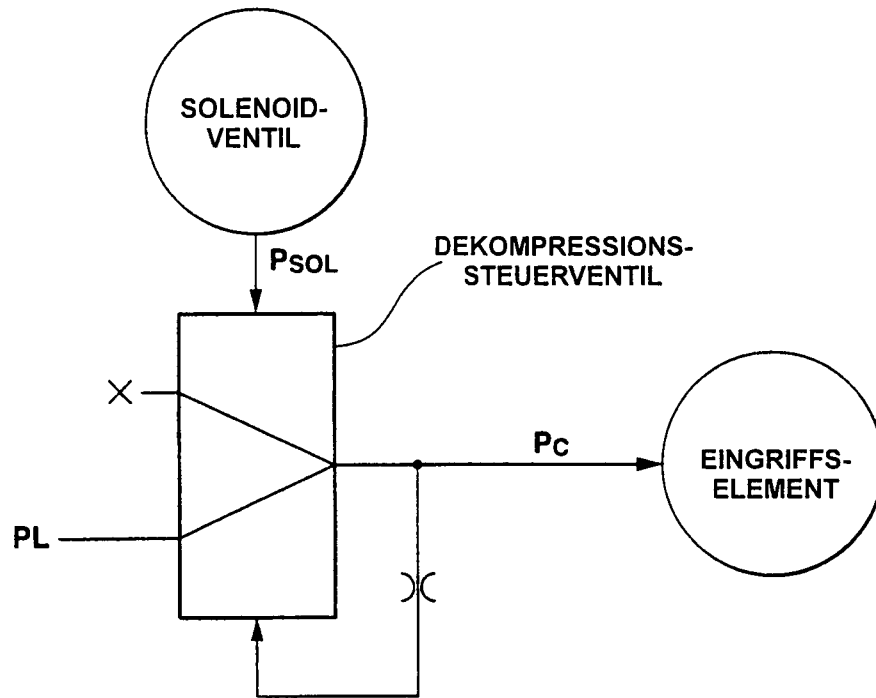 SOLENOID-
VENTIL
PSOL
DEKOMPRESSIONS-
STEUERVENTIL
PC
EINGRIFFS-
ELEMENT
PL